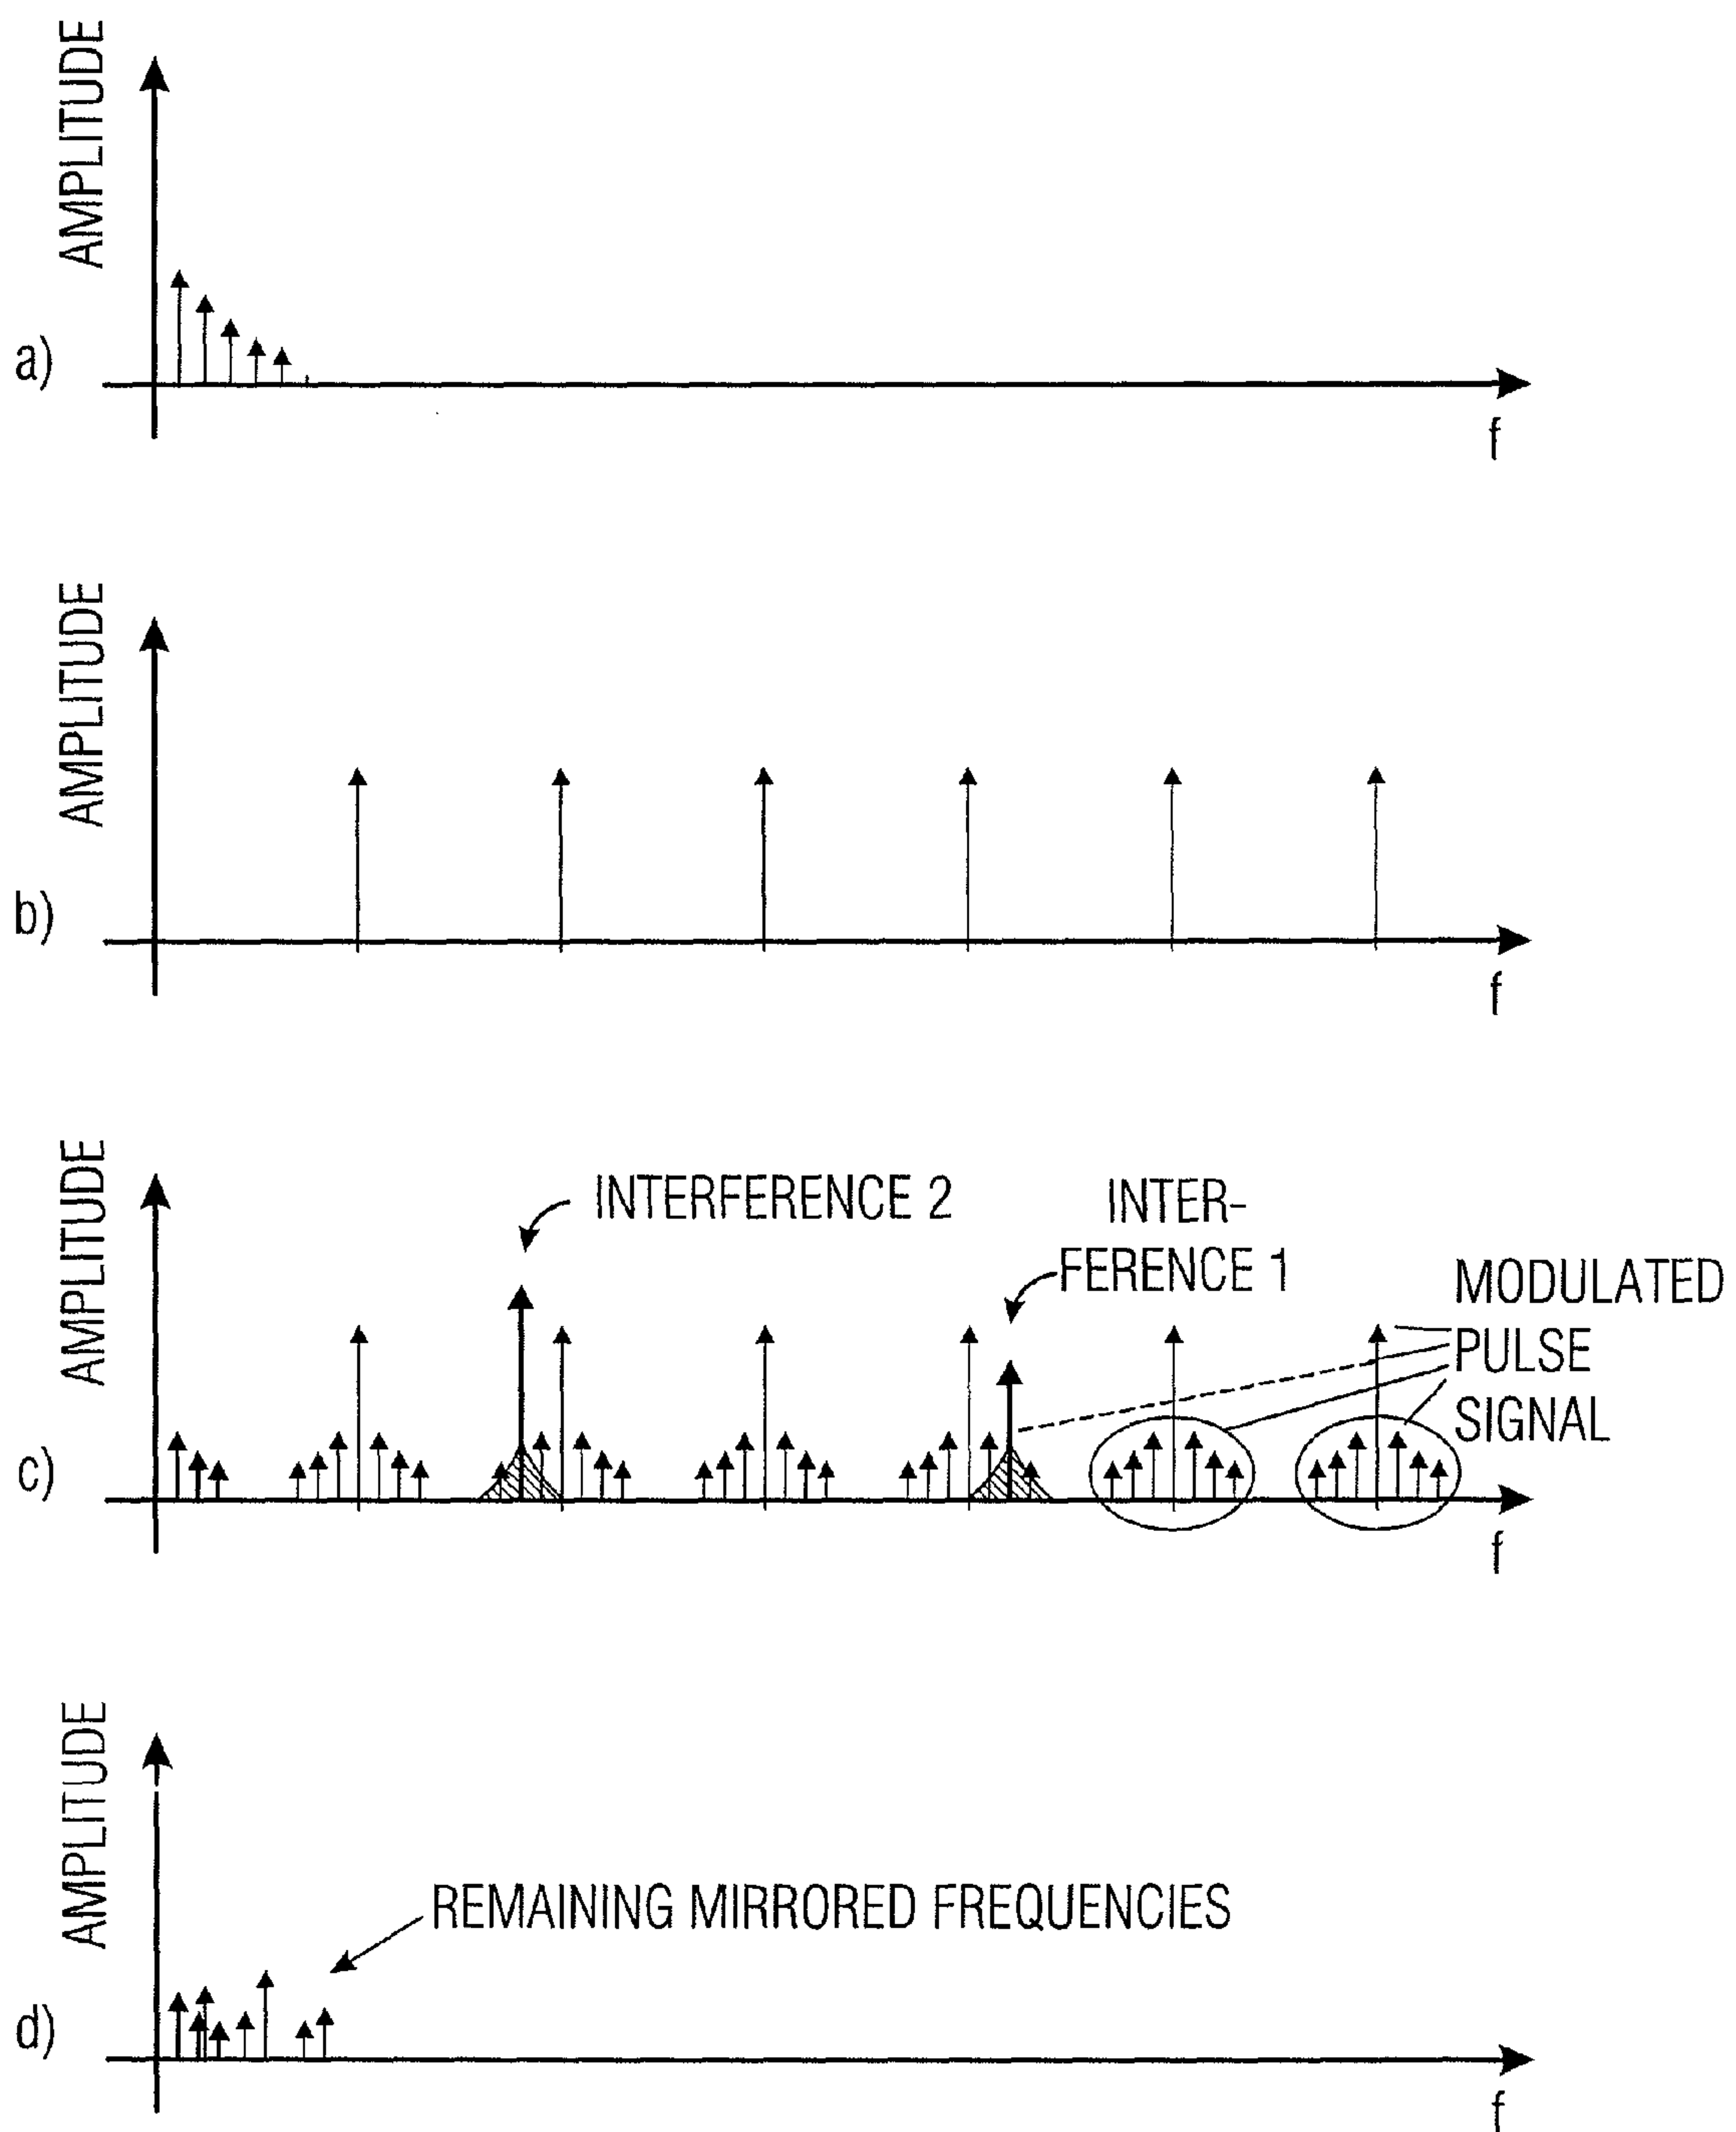 AMPLITUDE
a)
f
AMPLITUDE
b)
f
AMPLITUDE
INTERFERENCE 2
INTER-
FERENCE 1
MODULATED
PULSE
SIGNAL
c)
f
AMPLITUDE
REMAINING MIRRORED FREQUENCIES
d)
f